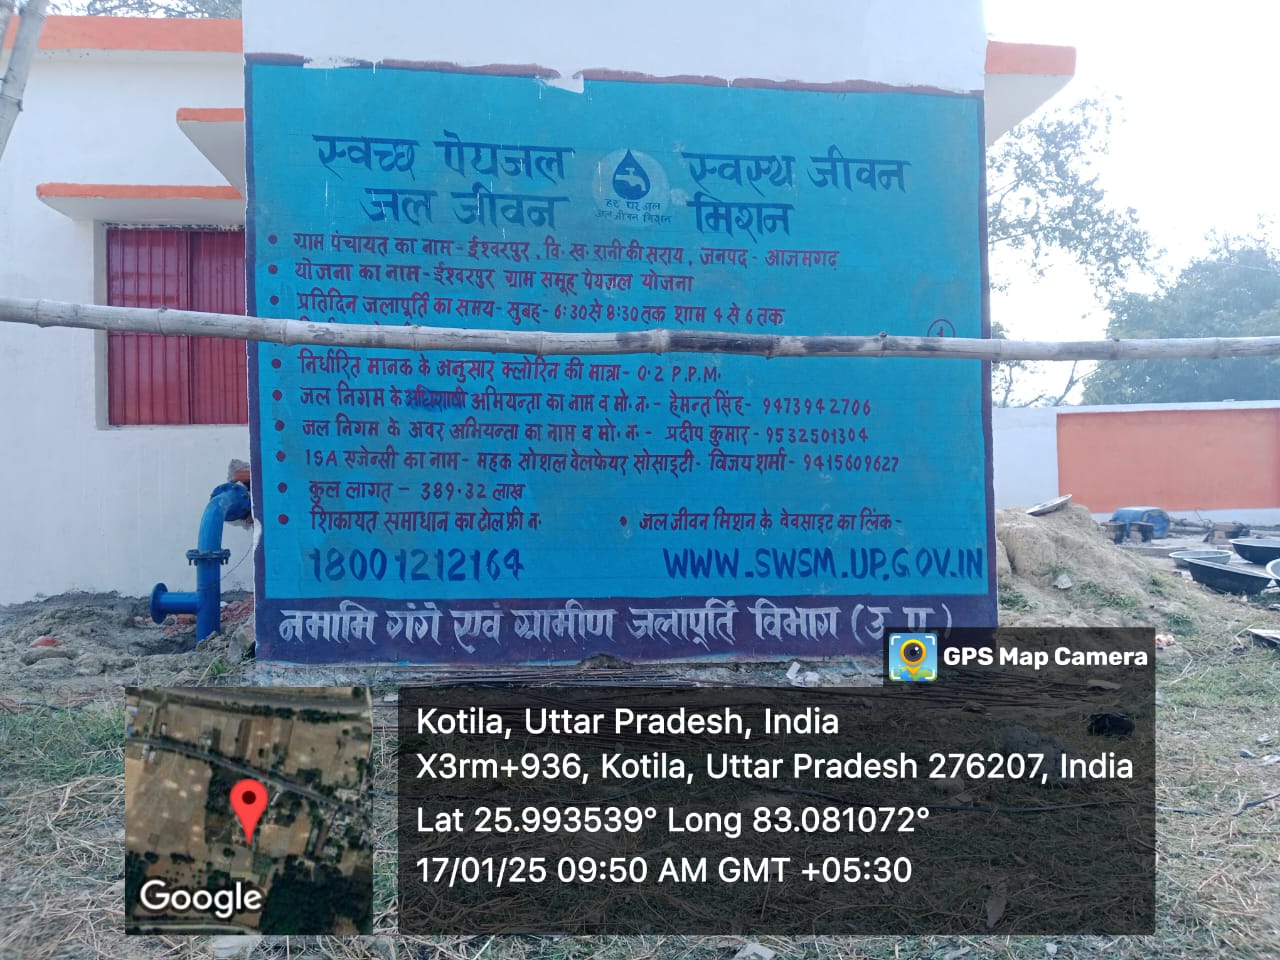 स्वच्छ पेयजल स्वस्थ जीवन
जल जीवन मिशन
हर घर जल
जल जीवन मिशन
• ग्राम पंचायत का नाम - ईश्वरपुर, वि. ख. रानी की सराय, जनपद - आजमगढ़
• योजना का नाम - ईश्वरपुर ग्राम समूह पेयजल योजना
• प्रतिदिन जलापूर्ति का समय - सुबह - 6:30 से 8:30 तक शाम 4 से 6 तक
1
• निर्धारित मानक के अनुसार क्लोरिन की मात्रा - 0.2 P.P.M.
• जल निगम के अधिशाषी अभियन्ता का नाम व मो. न. - हेमन्त सिंह - 9473942706
• जल निगम के अवर अभियन्ता का नाम व मो. न. - प्रदीप कुमार - 9532501304
• ISA एजेन्सी का नाम - महक सोशल वेलफेयर सोसाइटी - विजय शर्मा - 9415609627
• कुल लागत - 389.32 लाख
• शिकायत समाधान का टोल फ्री न.
18001212164
• जल जीवन मिशन के वेवसाइट का लिंक -
WWW.SWSM.UP.GOV.IN
नमामि गंगे एवं ग्रामीण जलापूर्ति विभाग (उ. प्र.)
GPS Map Camera
Kotila, Uttar Pradesh, India
X3rm+936, Kotila, Uttar Pradesh 276207, India
Lat 25.993539° Long 83.081072°
17/01/25 09:50 AM GMT +05:30
Google